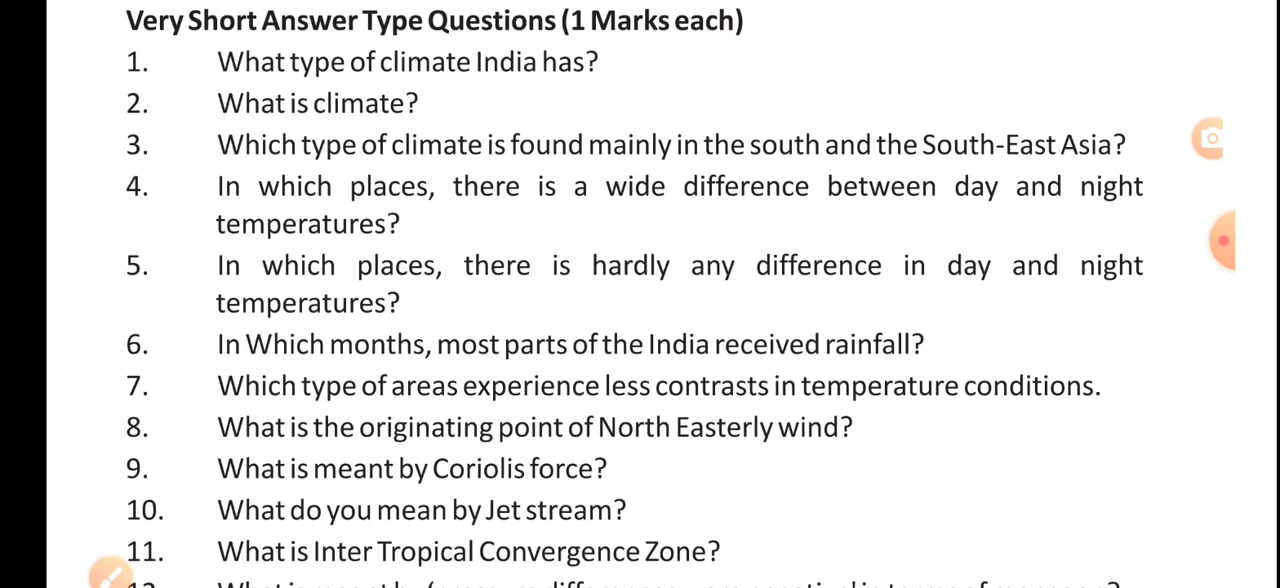 Very Short Answer Type Questions (1 Marks each)
1. What type of climate India has?
2. What is climate?
3. Which type of climate is found mainly in the south and the South-East Asia?
4. In which places, there is a wide difference between day and night
temperatures?
5. In which places, there is hardly any difference in day and night
temperatures?
6. In Which months, most parts of the India received rainfall?
7. Which type of areas experience less contrasts in temperature conditions.
8. What is the originating point of North Easterly wind?
9. What is meant by Coriolis force?
10. What do you mean by Jet stream?
11. What is Inter Tropical Convergence Zone?